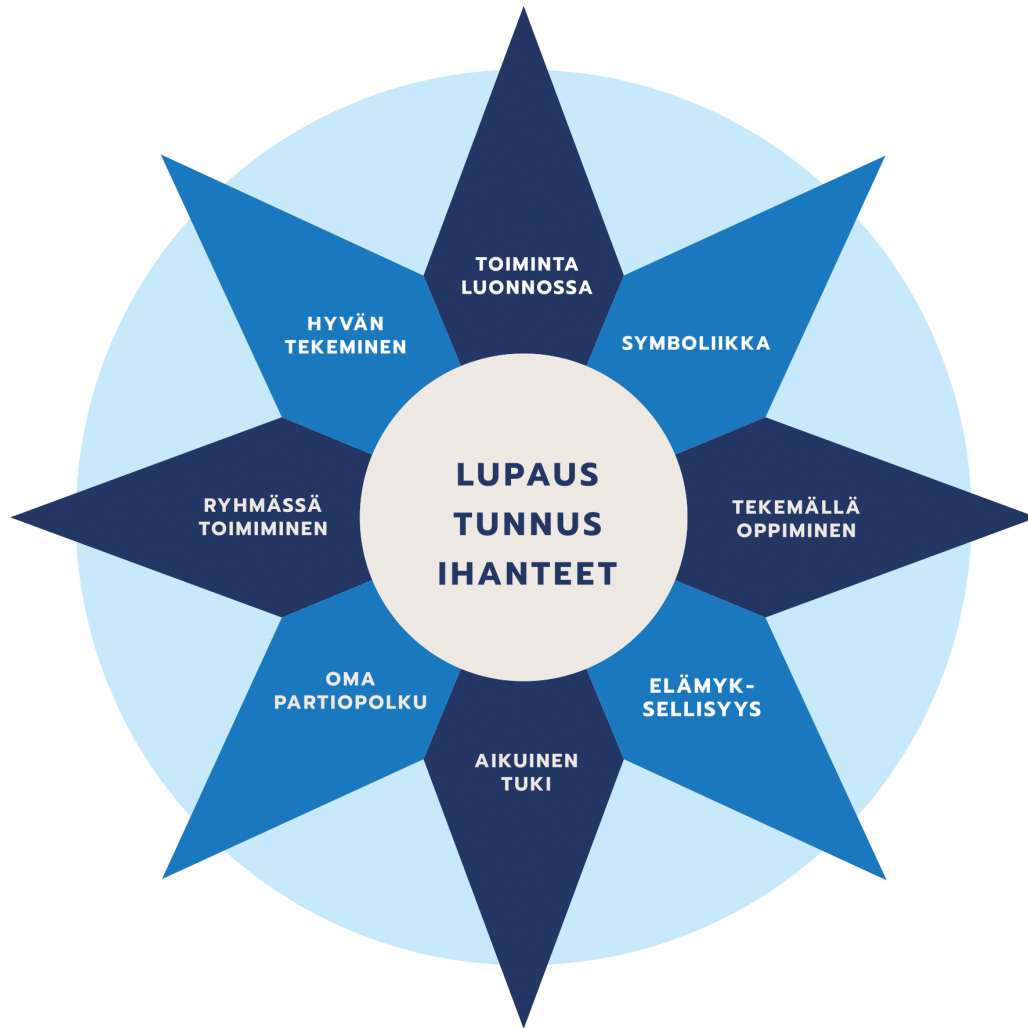 TOIMINTA
LUONNOSSA
SYMBOLIIKKA
TEKEMÄLLÄ
OPPIMINEN
ELÄMYK-
SELLISYYS
AIKUINEN
TUKI
OMA
PARTIOPOLKU
RYHMÄSSÄ
TOIMIMINEN
HYVÄN
TEKEMINEN
LUPAUS
TUNNUS
IHANTEET